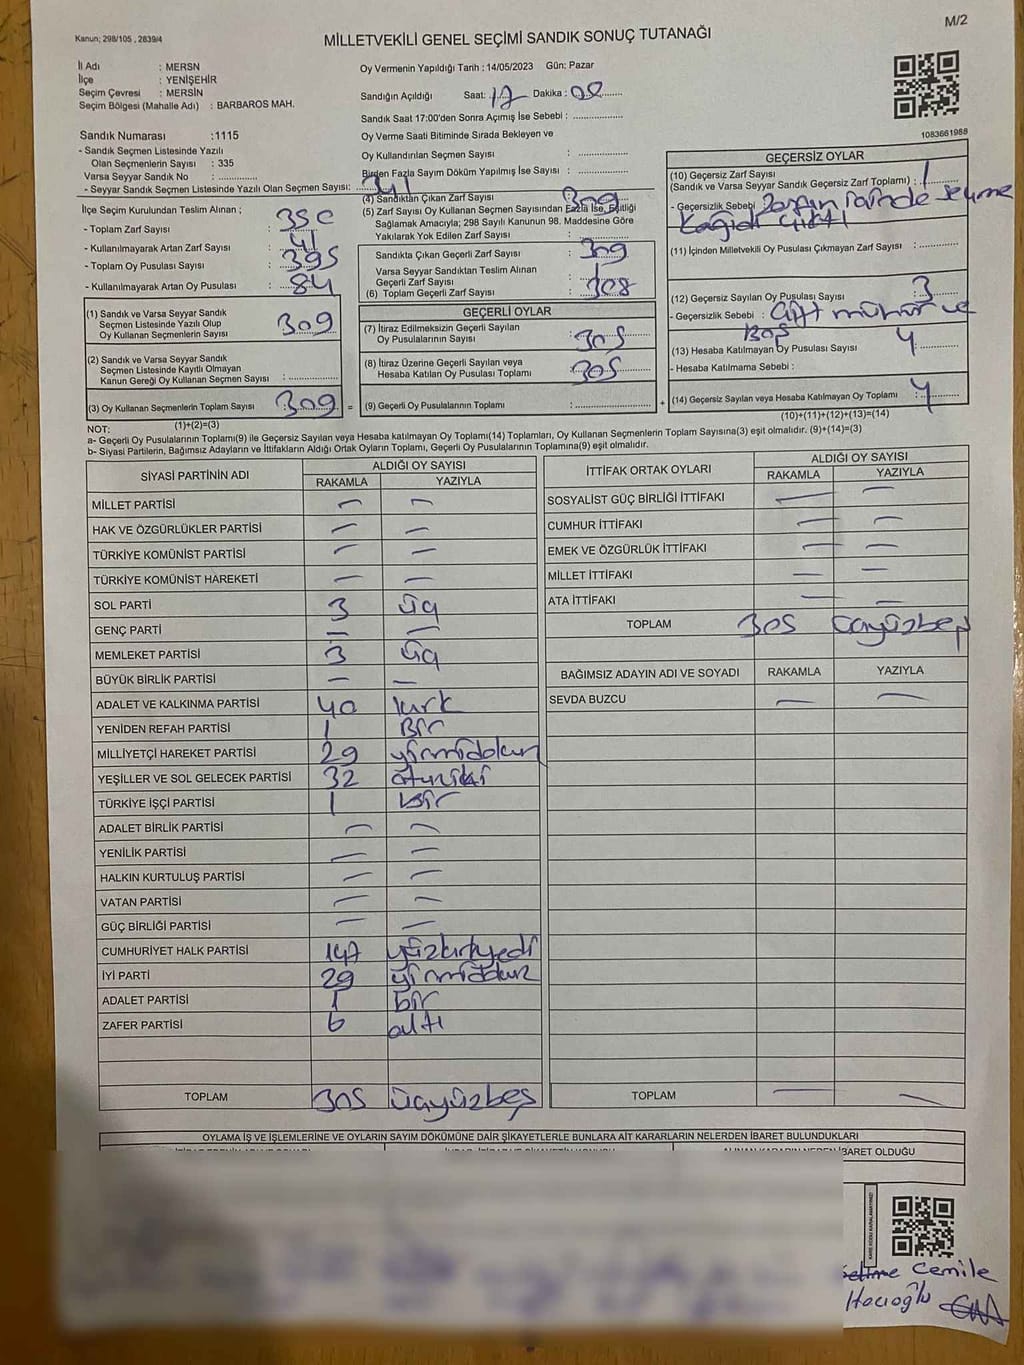 M/2
Kanun; 298/105 , 2839/4
MİLLETVEKİLİ GENEL SEÇİMİ SANDIK SONUÇ TUTANAĞI
İl Adı : MERSN
İlçe : YENİŞEHİR
Seçim Çevresi : MERSİN
Seçim Bölgesi (Mahalle Adı) : BARBAROS MAH.
Sandık Numarası :1115
- Sandık Seçmen Listesinde Yazılı
Olan Seçmenlerin Sayısı : 335
Varsa Seyyar Sandık No : ..............
- Seyyar Sandık Seçmen Listesinde Yazılı Olan Seçmen Sayısı:
Oy Vermenin Yapıldığı Tarih : 14/05/2023 Gün: Pazar
Sandığın Açıldığı Saat: 17 Dakika :
Sandık Saat 17:00'den Sonra Açımış İse Sebebi : ..............
Oy Verme Saati Bitiminde Sırada Bekleyen ve
Oy Kullandırılan Seçmen Sayısı : ..............
Birden Fazla Sayım Döküm Yapılmış İse Sayısı : ..............
1083661988
İlçe Seçim Kurulundan Teslim Alınan ;
- Toplam Zarf Sayısı : 350
- Kullanılmayarak Artan Zarf Sayısı : 41
- Toplam Oy Pusulası Sayısı : 395
- Kullanılmayarak Artan Oy Pusulası : 84
(4) Sandıktan Çıkan Zarf Sayısı 309
(5) Zarf Sayısı Oy Kullanan Seçmen Sayısından Fazla İse, Eşitliği
Sağlamak Amacıyla; 298 Sayılı Kanunun 98. Maddesine Göre
Yakılarak Yok Edilen Zarf Sayısı
Sandıkta Çıkan Geçerli Zarf Sayısı : 309
Varsa Seyyar Sandıktan Teslim Alınan
Geçerli Zarf Sayısı
(6) Toplam Geçerli Zarf Sayısı : 308
GEÇERSİZ OYLAR
(10) Geçersiz Zarf Sayısı
(Sandık ve Varsa Seyyar Sandık Geçersiz Zarf Toplamı) : 1
- Geçersizlik Sebebi : Zarfın içinde seçme
kağıdı çıktı
(11) İçinden Milletvekili Oy Pusulası Çıkmayan Zarf Sayısı : ..............
(12) Geçersiz Sayılan Oy Pusulası Sayısı : 3
- Geçersizlik Sebebi : Çift mühür ve
Boş
(13) Hesaba Katılmayan Oy Pusulası Sayısı 4
- Hesaba Katılmama Sebebi :
(14) Geçersiz Sayılan veya Hesaba Katılmayan Oy Toplamı : 4
(10)+(11)+(12)+(13)=(14)
(1) Sandık ve Varsa Seyyar Sandık
Seçmen Listesinde Yazılı Olup
Oy Kullanan Seçmenlerin Sayısı 309
(2) Sandık ve Varsa Seyyar Sandık
Seçmen Listesinde Kayıtlı Olmayan
Kanun Gereği Oy Kullanan Seçmen Sayısı : ..............
(3) Oy Kullanan Seçmenlerin Toplam Sayısı 309 =
(1)+(2)=(3)
GEÇERLİ OYLAR
(7) İtiraz Edilmeksizin Geçerli Sayılan
Oy Pusulalarının Sayısı : 305
(8) İtiraz Üzerine Geçerli Sayılan veya
Hesaba Katılan Oy Pusulası Toplamı : 305
(9) Geçerli Oy Pusulalarının Toplamı : .............. +
NOT:
a- Geçerli Oy Pusulalarının Toplamı(9) ile Geçersiz Sayılan veya Hesaba katılmayan Oy Toplamı(14) Toplamları, Oy Kullanan Seçmenlerin Toplam Sayısına(3) eşit olmalıdır. (9)+(14)=(3)
b- Siyasi Partilerin, Bağımsız Adayların ve İttifakların Aldığı Ortak Oyların Toplamı, Geçerli Oy Pusulalarının Toplamına(9) eşit olmalıdır.
SİYASİ PARTİNİN ADI ALDIĞI OY SAYISI
RAKAMLA YAZIYLA
MİLLET PARTİSİ — —
HAK VE ÖZGÜRLÜKLER PARTİSİ — —
TÜRKİYE KOMÜNİST PARTİSİ — —
TÜRKİYE KOMÜNİST HAREKETİ — —
SOL PARTİ 3 üç
GENÇ PARTİ — —
MEMLEKET PARTİSİ 3 üç
BÜYÜK BİRLİK PARTİSİ — —
ADALET VE KALKINMA PARTİSİ 40 kırk
YENİDEN REFAH PARTİSİ 1 Bir
MİLLİYETÇİ HAREKET PARTİSİ 29 yirmidokuz
YEŞİLLER VE SOL GELECEK PARTİSİ 32 otuziki
TÜRKİYE İŞÇİ PARTİSİ 1 Bir
ADALET BİRLİK PARTİSİ — —
YENİLİK PARTİSİ — —
HALKIN KURTULUŞ PARTİSİ — —
VATAN PARTİSİ — —
GÜÇ BİRLİĞİ PARTİSİ — —
CUMHURİYET HALK PARTİSİ 147 yüzkırkyedi
İYİ PARTİ 29 yirmidokuz
ADALET PARTİSİ 1 bir
ZAFER PARTİSİ 6 altı
TOPLAM 305 üçyüzbeş
İTTİFAK ORTAK OYLARI ALDIĞI OY SAYISI
RAKAMLA YAZIYLA
SOSYALİST GÜÇ BİRLİĞİ İTTİFAKI — —
CUMHUR İTTİFAKI — —
EMEK VE ÖZGÜRLÜK İTTİFAKI — —
MİLLET İTTİFAKI — —
ATA İTTİFAKI — —
TOPLAM 305 üçyüzbeş
BAĞIMSIZ ADAYIN ADI VE SOYADI RAKAMLA YAZIYLA
SEVDA BUZCU — —
TOPLAM — —
OYLAMA İŞ VE İŞLEMLERİNE VE OYLARIN SAYIM DÖKÜMÜNE DAİR ŞİKAYETLERLE BUNLARA AİT KARARLARIN NELERDEN İBARET BULUNDUKLARI
İBARET OLDUĞU
KARE KODU KARALAMAYINIZ!
Cemile
Hacıoğlu